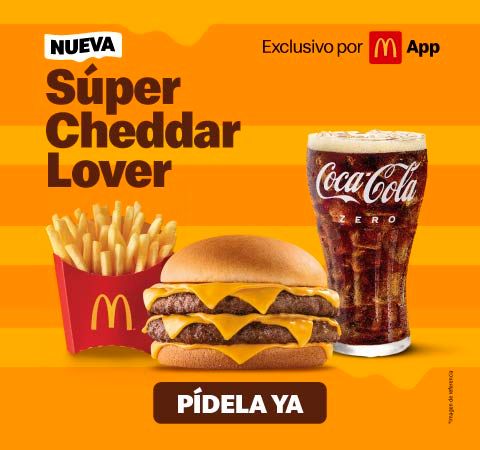 NUEVA
Súper
Cheddar
Lover
Exclusivo por M App
Coca-Cola
ZERO
M
PÍDELA YA
*Imagen de referencia